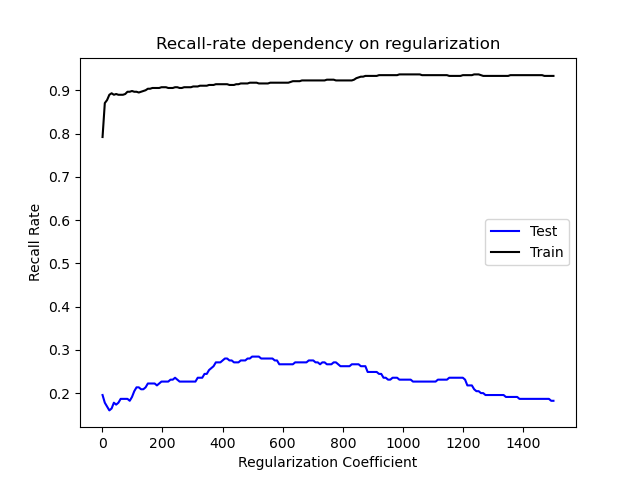 Recall-rate dependency on regularization
Recall Rate
0.9
0.8
0.7
0.6
0.5
0.4
0.3
0.2
Test
Train
0 200 400 600 800 1000 1200 1400
Regularization Coefficient